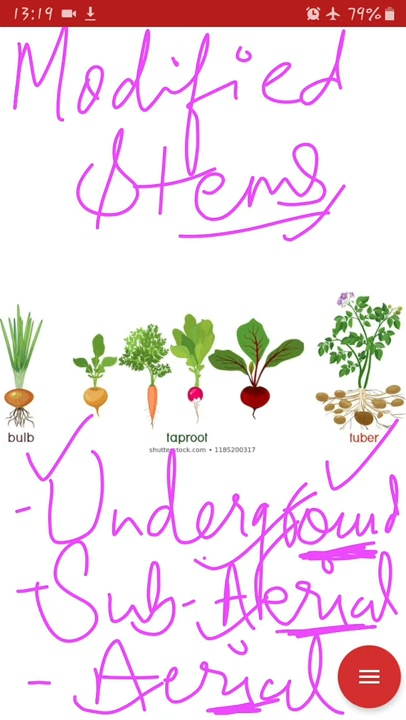 13:19 79%
Modified
Stems
bulb taproot tuber
shutterstock.com • 1185200317
- Underground
- Sub-Aerial
- Aerial